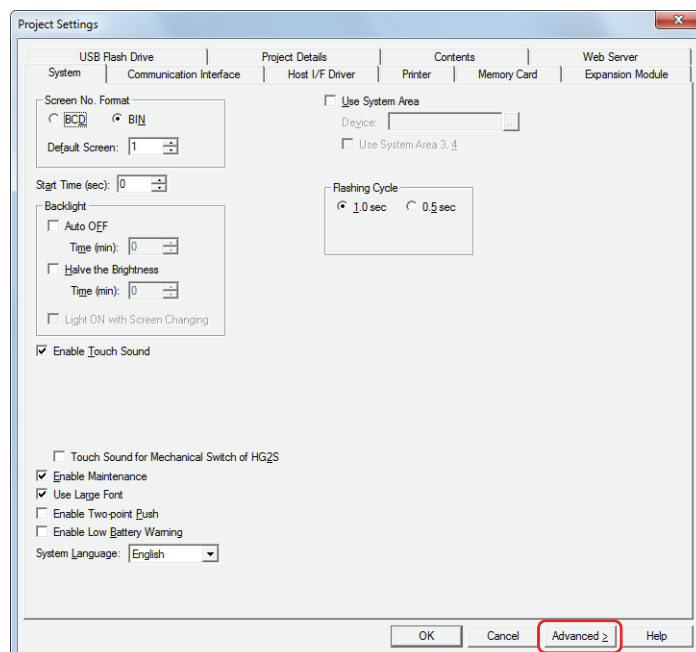 Project Settings
USB Flash Drive Project Details Contents Web Server
System Communication Interface Host I/F Driver Printer Memory Card Expansion Module
Screen No. Format
BCD BIN
Default Screen: 1
Start Time (sec): 0
Backlight
Auto OFF
Time (min): 0
Halve the Brightness
Time (min): 0
Light ON with Screen Changing
Enable Touch Sound
Use System Area
Device: ...
Use System Area 3, 4
Flashing Cycle
1.0 sec 0.5 sec
Touch Sound for Mechanical Switch of HG2S
Enable Maintenance
Use Large Font
Enable Two-point Push
Enable Low Battery Warning
System Language: English
OK Cancel Advanced > Help